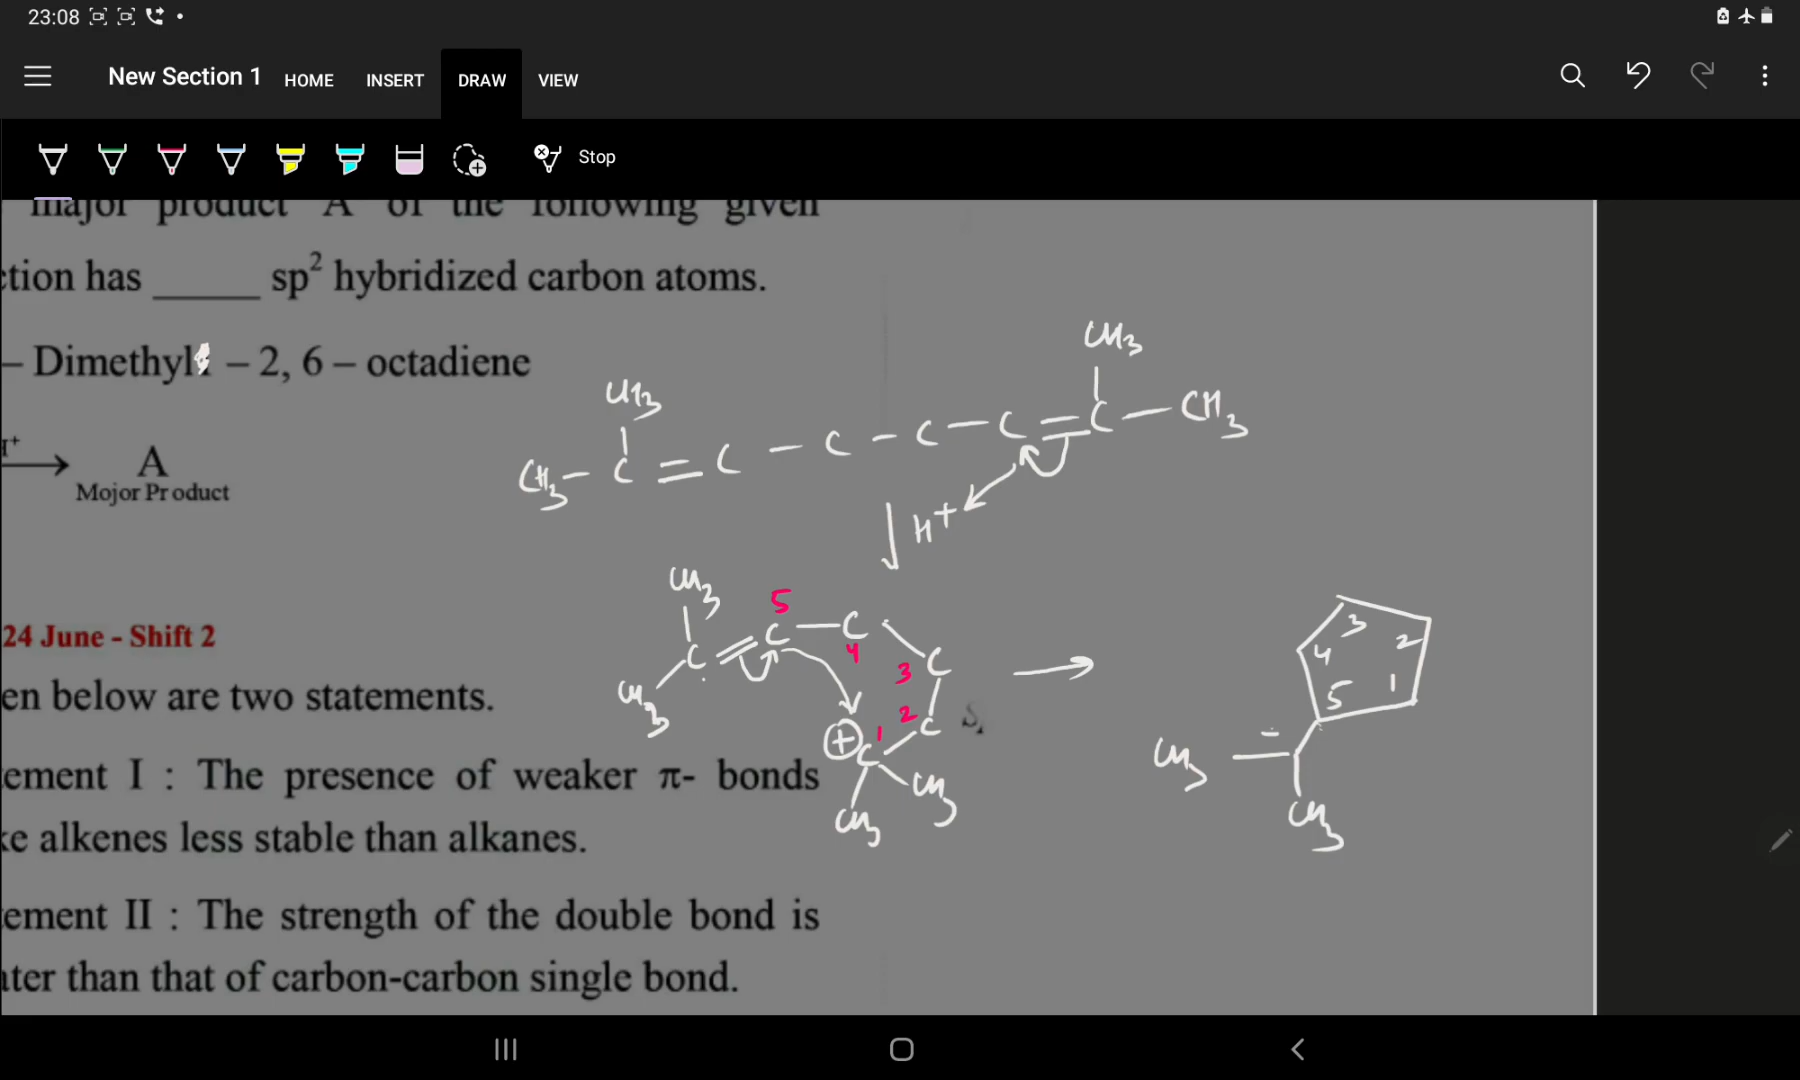 23:08
New Section 1 HOME INSERT DRAW VIEW
Stop
major product A of the following given
ction has ______ sp² hybridized carbon atoms.
– Dimethyl – 2, 6 – octadiene
H⁺
A
Mojor Product
CH₃
CH₃
CH₃ – C = C – C – C – C = C – CH₃
H⁺
CH₃
CH₃
C = C – C
5
4
3
2
1
C
C
C
+
CH₃
CH₃
3
4
2
5
1
CH₃
CH₃
24 June - Shift 2
en below are two statements.
ement I : The presence of weaker π- bonds
ke alkenes less stable than alkanes.
ement II : The strength of the double bond is
ater than that of carbon-carbon single bond.